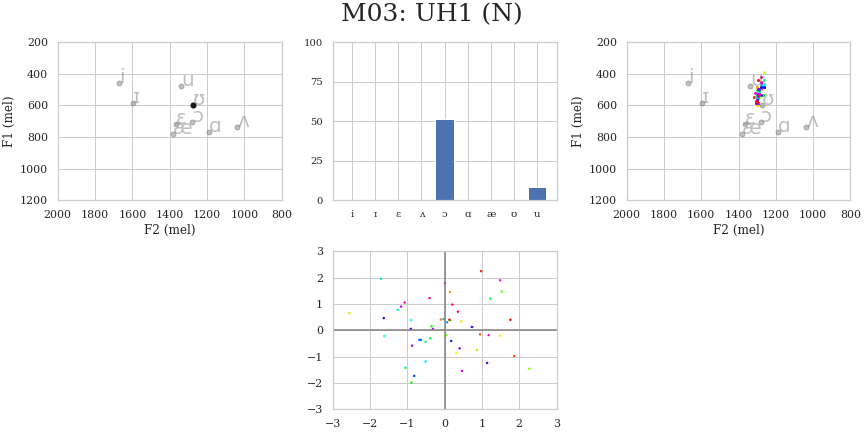 M03: UH1 (N)
200
400
600
800
1000
1200
F1 (mel)
2000 1800 1600 1400 1200 1000 800
F2 (mel)
i
u
ɪ
ʊ
ɛ
ɔ
æ
ɑ
ʌ
100
75
50
25
0
i ɪ ɛ ʌ ɔ ɑ æ ʊ u
200
400
600
800
1000
1200
F1 (mel)
2000 1800 1600 1400 1200 1000 800
F2 (mel)
i
u
ɪ
ʊ
ɛ
ɔ
æ
ɑ
ʌ
3
2
1
0
−1
−2
−3
−3 −2 −1 0 1 2 3